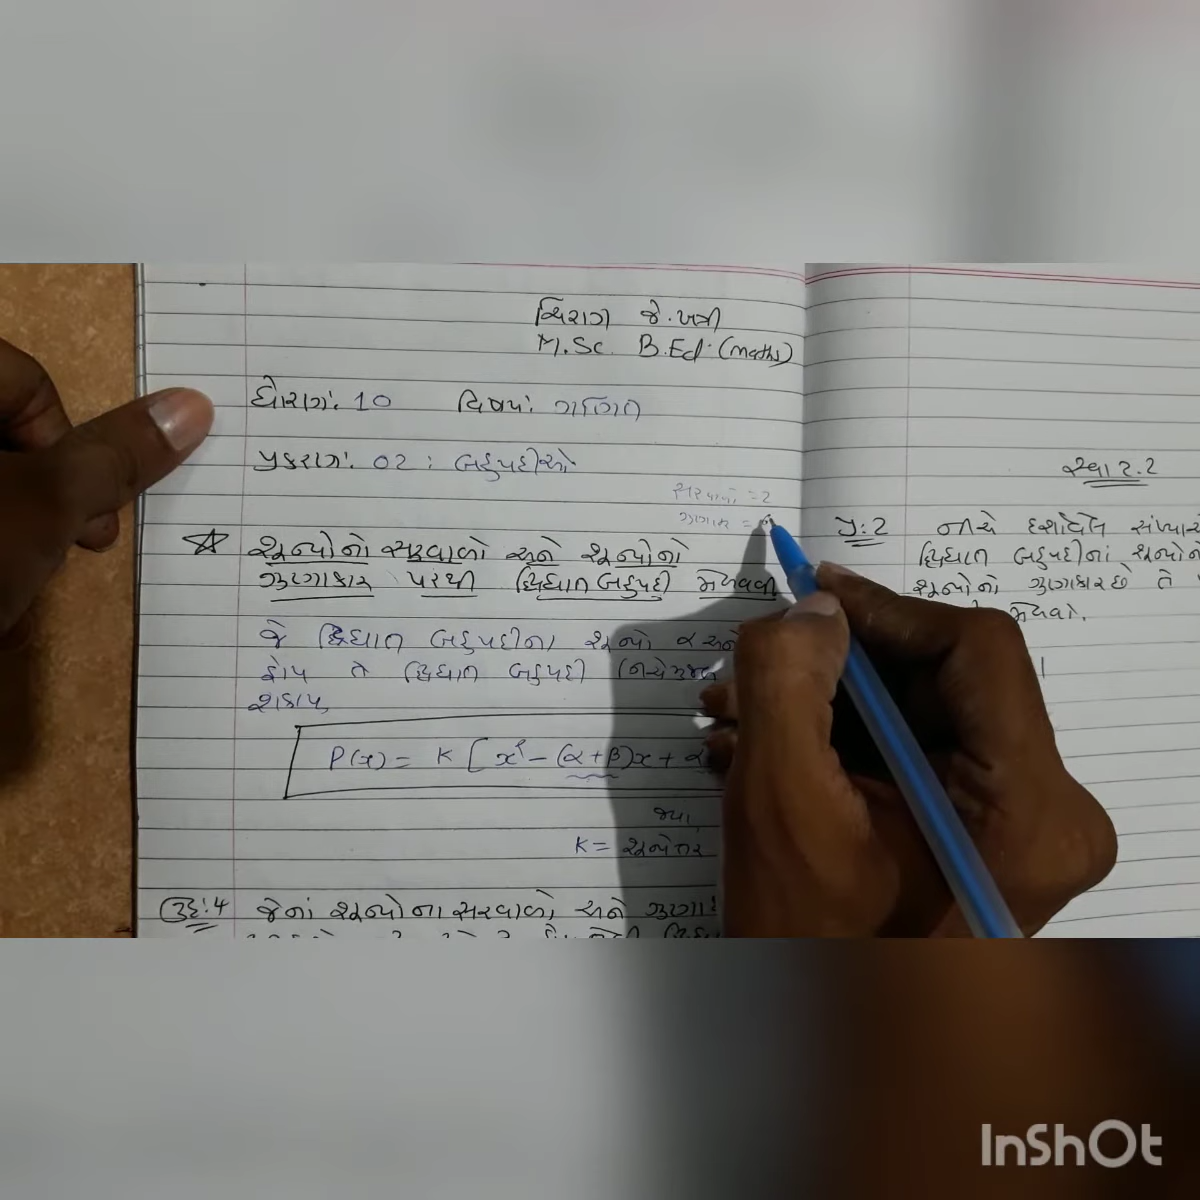 ચિરાગ જે. ખત્રી
M.Sc. B.Ed. (maths)
ધોરણ: 10 વિષય: ગણિત
પ્રકરણ: 02 : બહુપદીઓ
સરવાળો = 2
ગુણાકાર =
શૂન્યોનો સરવાળો અને શૂન્યોનો
ગુણાકાર પરથી દ્વિઘાત બહુપદી મેળવવી
જે દ્વિઘાત બહુપદીના શૂન્યો α અને
હોય તે દ્વિઘાત બહુપદી નીચે મુજબ
શકાય
P(x) = K [x² - (α+β)x + α
જ્યાં,
K = શૂન્યેતર
ઉદા:4 જેનાં શૂન્યોના સરવાળો અને ગુણા
સ્વા 2.2
પ્ર:2 નીચે દર્શાવેલ સંખ્યાઓ
દ્વિઘાત બહુપદીનાં શૂન્યોનો
શૂન્યોનો ગુણાકાર છે તે
મેળવો.